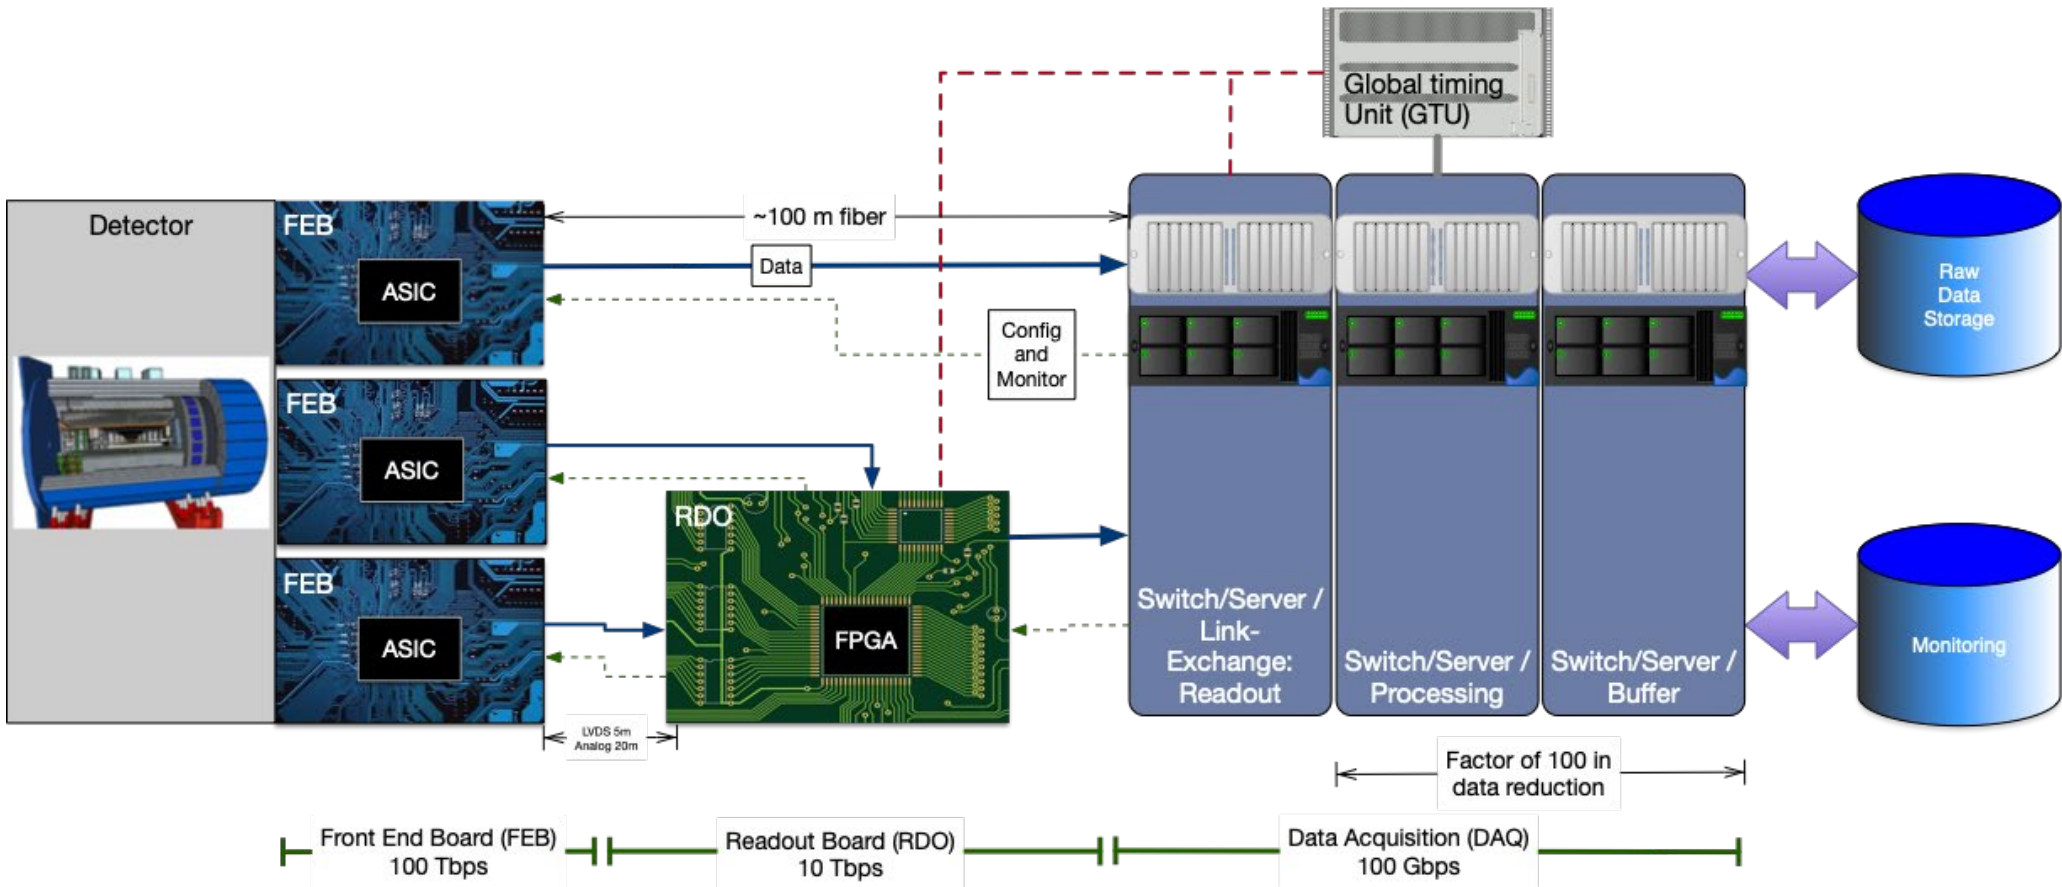 Global timing
Unit (GTU)
Detector
FEB
ASIC
~100 m fiber
Data
Config
and
Monitor
FEB
ASIC
RDO
FPGA
FEB
ASIC
LVDS 5m
Analog 20m
Switch/Server /
Link-
Exchange:
Readout
Switch/Server /
Processing
Switch/Server /
Buffer
Raw
Data
Storage
Monitoring
Factor of 100 in
data reduction
Front End Board (FEB)
100 Tbps
Readout Board (RDO)
10 Tbps
Data Acquisition (DAQ)
100 Gbps